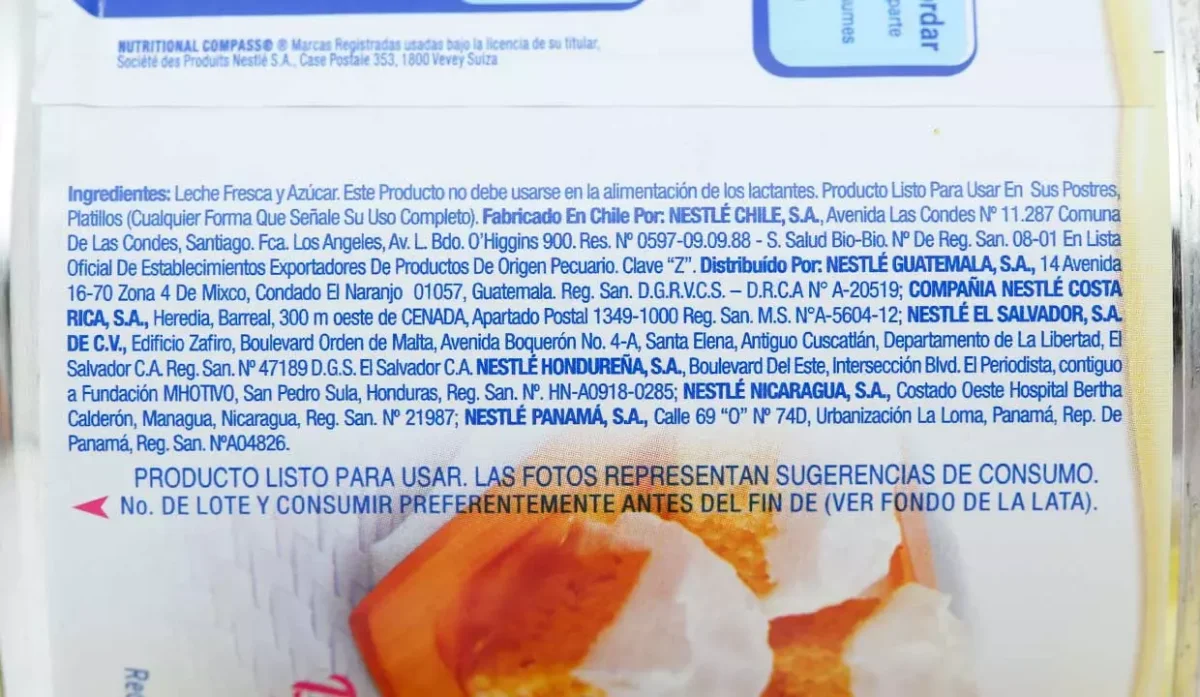 ordar
parte
umes
NUTRITIONAL COMPASS® ® Marcas Registradas usadas bajo la licencia de su titular,
Société des Produits Nestlé S.A., Case Postale 353, 1800 Vevey Suiza
Ingredientes: Leche Fresca y Azúcar. Este Producto no debe usarse en la alimentación de los lactantes. Producto Listo Para Usar En Sus Postres,
Platillos (Cualquier Forma Que Señale Su Uso Completo). Fabricado En Chile Por: NESTLÉ CHILE, S.A., Avenida Las Condes Nº 11.287 Comuna
De Las Condes, Santiago. Fca. Los Angeles, Av. L. Bdo. O'Higgins 900. Res. Nº 0597-09.09.88 - S. Salud Bio-Bio. Nº De Reg. San. 08-01 En Lista
Oficial De Establecimientos Exportadores De Productos De Origen Pecuario. Clave "Z". Distribuído Por: NESTLÉ GUATEMALA, S.A., 14 Avenida
16-70 Zona 4 De Mixco, Condado El Naranjo 01057, Guatemala. Reg. San. D.G.R.V.C.S. – D.R.C.A N° A-20519; COMPAÑIA NESTLÉ COSTA
RICA, S.A., Heredia, Barreal, 300 m oeste de CENADA, Apartado Postal 1349-1000 Reg. San. M.S. N°A-5604-12; NESTLÉ EL SALVADOR, S.A.
DE C.V., Edificio Zafiro, Boulevard Orden de Malta, Avenida Boquerón No. 4-A, Santa Elena, Antiguo Cuscatlán, Departamento de La Libertad, El
Salvador C.A. Reg. San. Nº 47189 D.G.S. El Salvador C.A. NESTLÉ HONDUREÑA, S.A., Boulevard Del Este, Intersección Blvd. El Periodista, contiguo
a Fundación MHOTIVO, San Pedro Sula, Honduras, Reg. San. Nº. HN-A0918-0285; NESTLÉ NICARAGUA, S.A., Costado Oeste Hospital Bertha
Calderón, Managua, Nicaragua, Reg. San. Nº 21987; NESTLÉ PANAMÁ, S.A., Calle 69 "O" Nº 74D, Urbanización La Loma, Panamá, Rep. De
Panamá, Reg. San. NºA04826.
PRODUCTO LISTO PARA USAR. LAS FOTOS REPRESENTAN SUGERENCIAS DE CONSUMO.
No. DE LOTE Y CONSUMIR PREFERENTEMENTE ANTES DEL FIN DE (VER FONDO DE LA LATA).